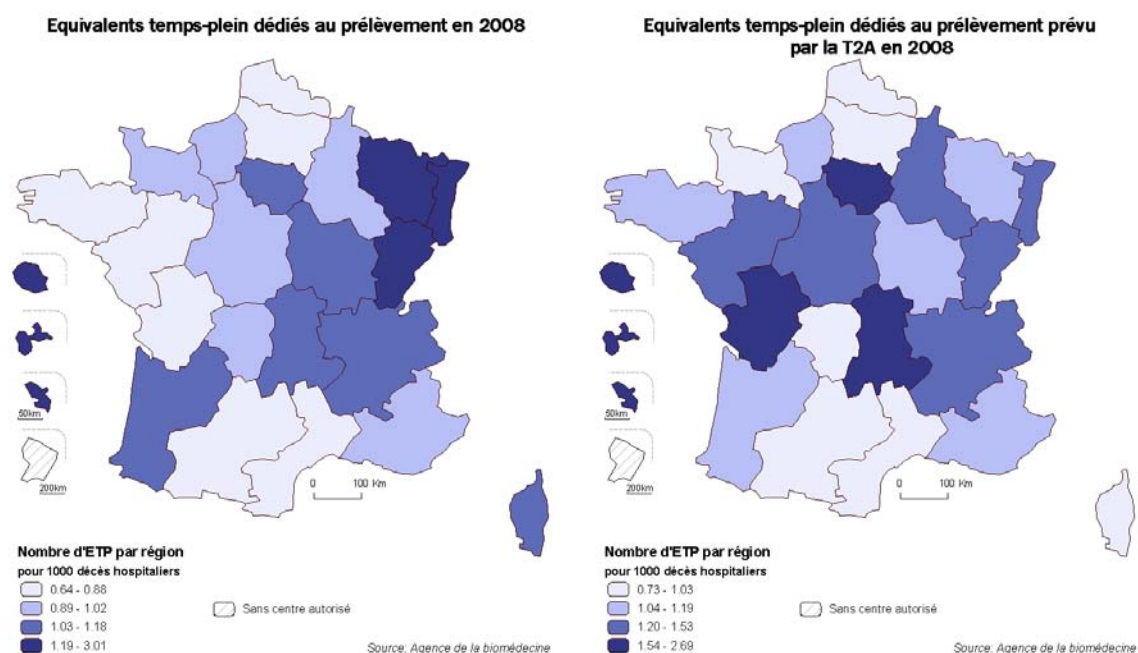 Equivalents temps-plein dédiés au prélèvement en 2008
50km
200km
0 100 Km
Nombre d'ETP par région
pour 1000 décès hospitaliers
0.64 - 0.88
0.89 - 1.02
1.03 - 1.18
1.19 - 3.01
Sans centre autorisé
Source: Agence de la biomédecine
Equivalents temps-plein dédiés au prélèvement prévu
par la T2A en 2008
50km
200km
0 100 Km
Nombre d'ETP par région
pour 1000 décès hospitaliers
0.73 - 1.03
1.04 - 1.19
1.20 - 1.53
1.54 - 2.69
Sans centre autorisé
Source: Agence de la biomédecine